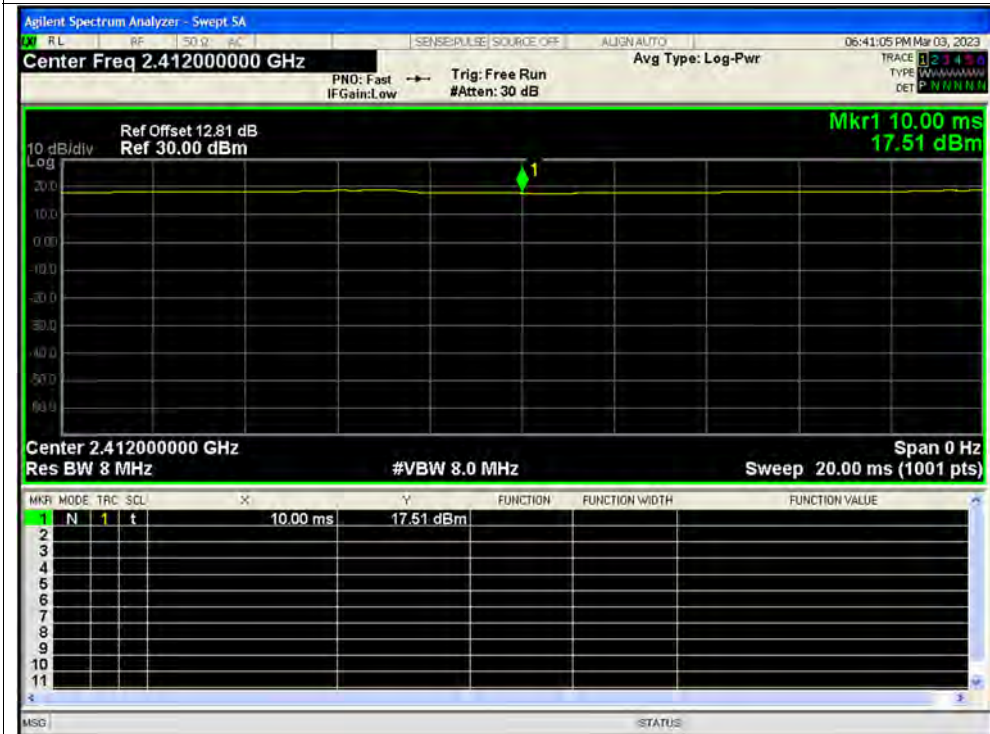 Agilent Spectrum Analyzer - Swept SA
RL RF 50 Ω AC SENSE:PULSE SOURCE OFF ALIGN AUTO 06:41:05 PM Mar 03, 2023
Center Freq 2.412000000 GHz Avg Type: Log-Pwr TRACE 1 2 3 4 5 6
PNO: Fast Trig: Free Run TYPE WWWWWW
IFGain:Low #Atten: 30 dB DET P N N N N N
Mkr1 10.00 ms
Ref Offset 12.81 dB
10 dB/div Ref 30.00 dBm 17.51 dBm
Log
1
20.0
10.0
0.00
-10.0
-20.0
-30.0
-40.0
-50.0
-60.0
Center 2.412000000 GHz Span 0 Hz
Res BW 8 MHz #VBW 8.0 MHz Sweep 20.00 ms (1001 pts)
MKR MODE TRC SCL X Y FUNCTION FUNCTION WIDTH FUNCTION VALUE
1 N 1 t 10.00 ms 17.51 dBm
2
3
4
5
6
7
8
9
10
11
MSG STATUS